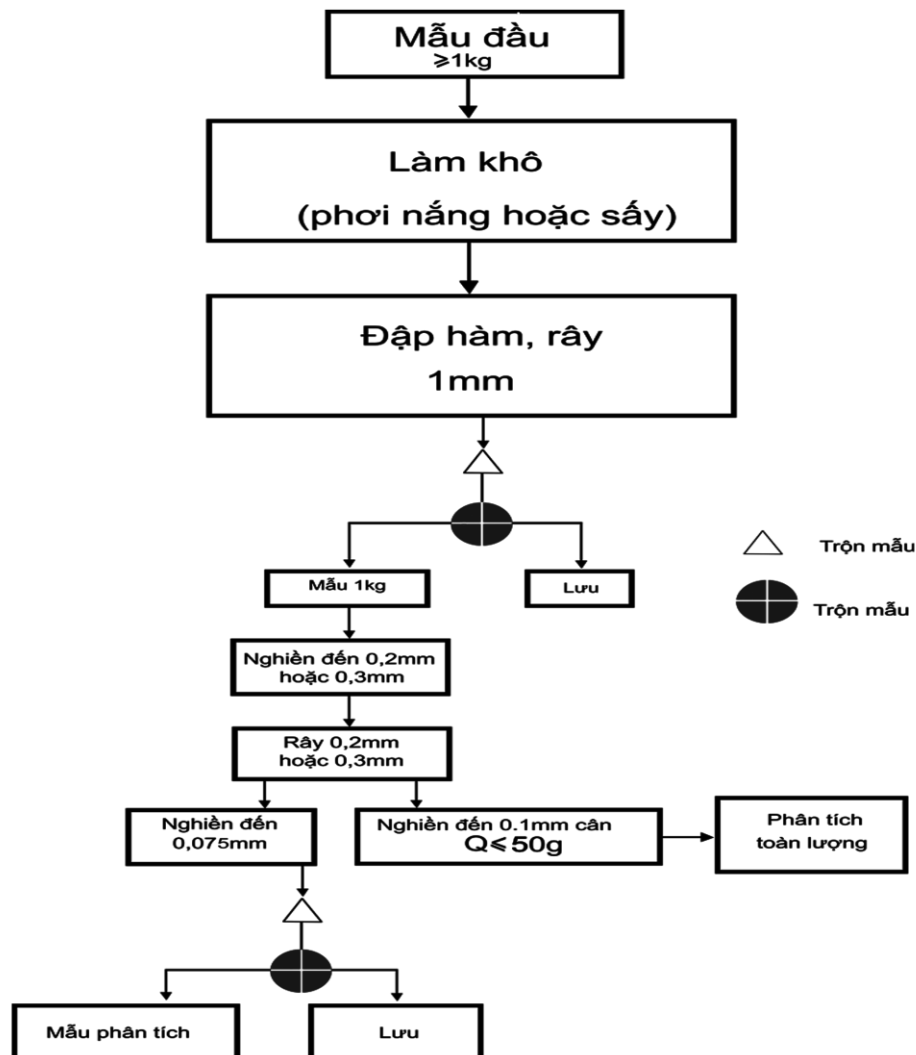 Mẫu đầu
⩾1kg
Làm khô
(phơi nắng hoặc sấy)
Đập hàm, rây
1mm
Mẫu 1kg
Lưu
Trộn mẫu
Trộn mẫu
Nghiền đến 0,2mm
hoặc 0,3mm
Rây 0,2mm
hoặc 0,3mm
Nghiền đến
0,075mm
Nghiền đến 0.1mm cân
Q⩽50g
Phân tích
toàn lượng
Mẫu phân tích
Lưu